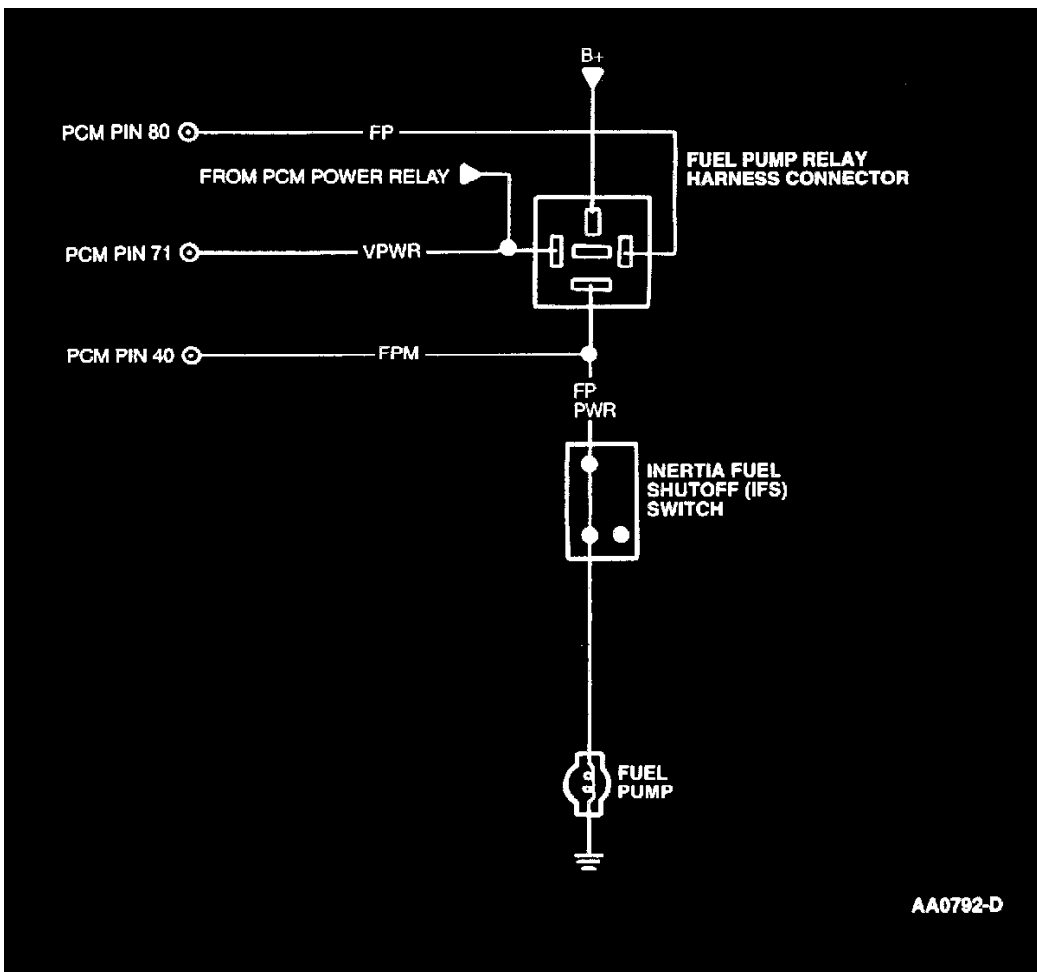 B+
PCM PIN 80
FP
FROM PCM POWER RELAY
FUEL PUMP RELAY
HARNESS CONNECTOR
PCM PIN 71
VPWR
PCM PIN 40
FPM
FP
PWR
INERTIA FUEL
SHUTOFF (IFS)
SWITCH
FUEL
PUMP
AA0792-D